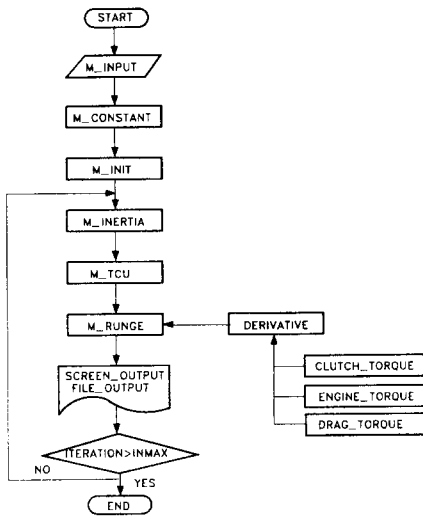 START
M_INPUT
M_CONSTANT
M_INIT
M_INERTIA
M_TCU
M_RUNGE
DERIVATIVE
CLUTCH_TORQUE
ENGINE_TORQUE
DRAG_TORQUE
SCREEN_OUTPUT
FILE_OUTPUT
ITERATION>INMAX
NO
YES
END